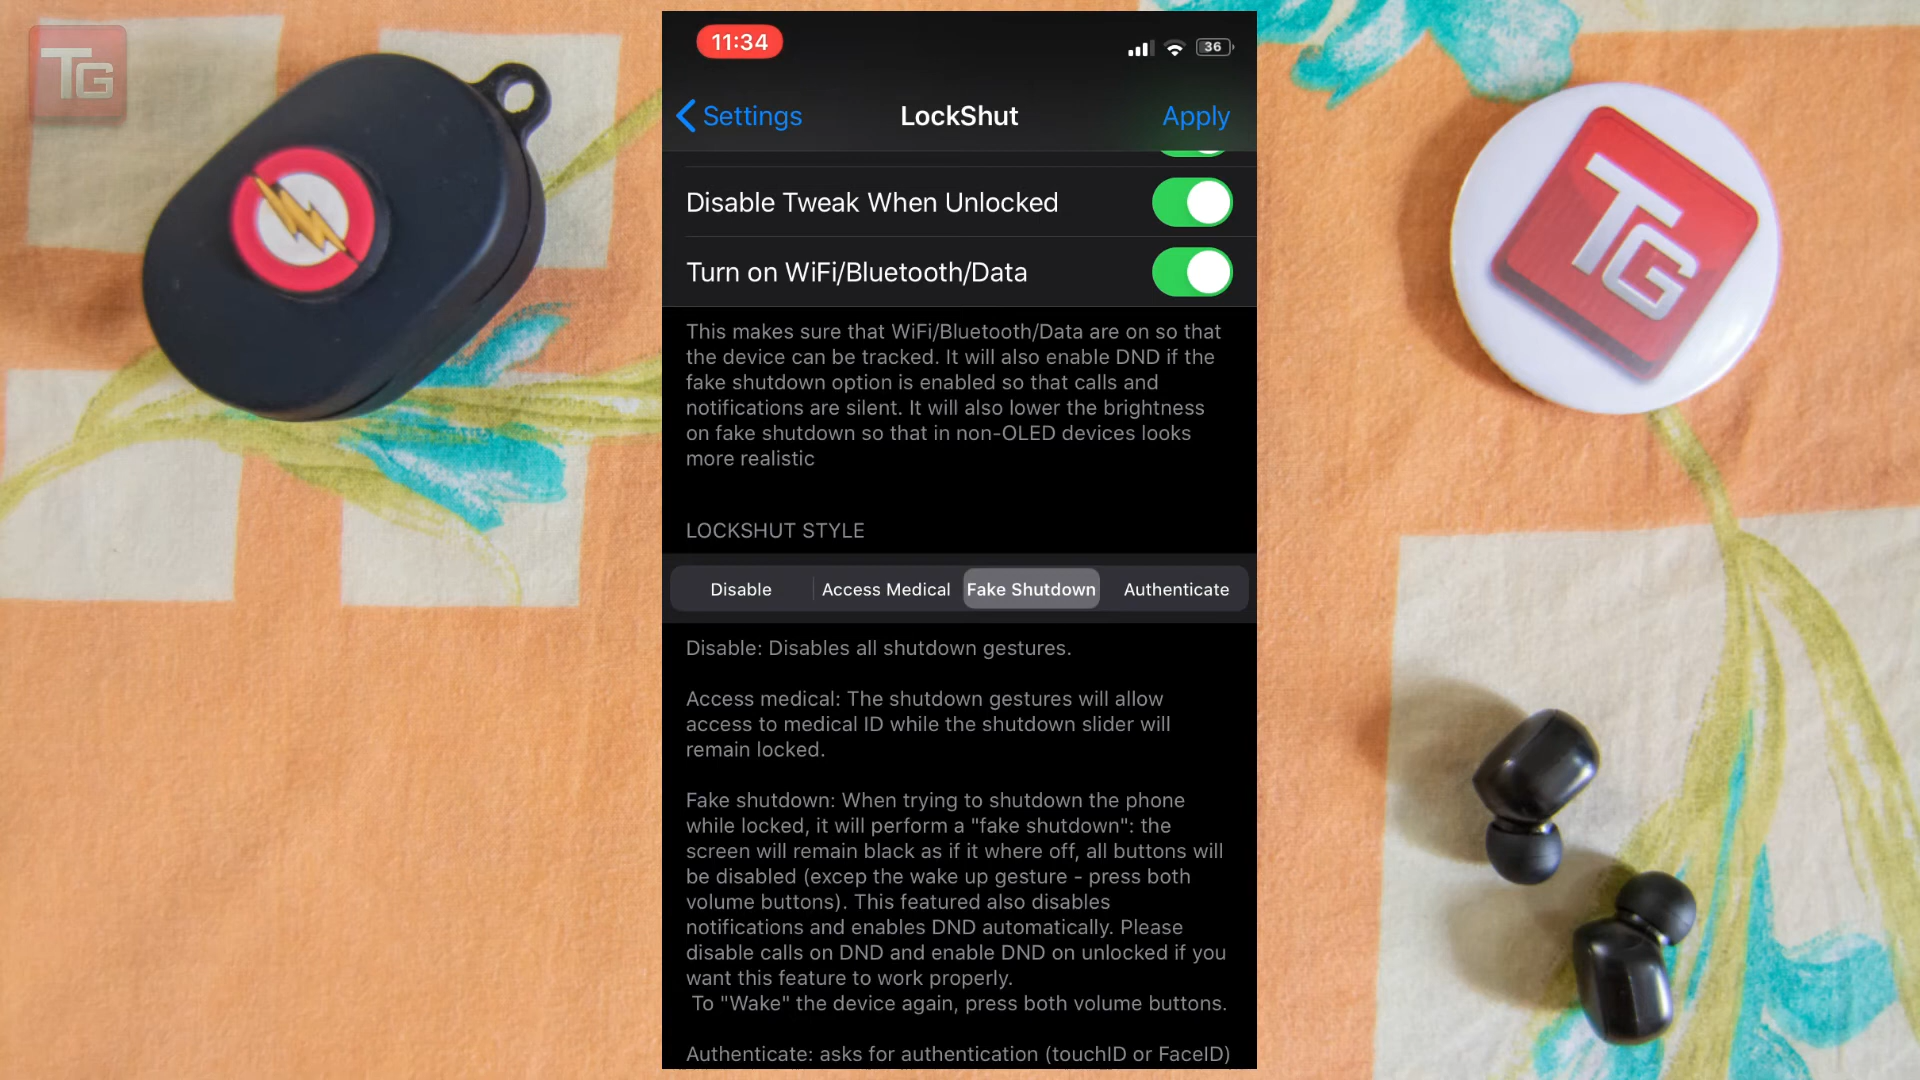 TG
11:34
36
Settings
LockShut
Apply
Disable Tweak When Unlocked
Turn on WiFi/Bluetooth/Data
This makes sure that WiFi/Bluetooth/Data are on so that
the device can be tracked. It will also enable DND if the
fake shutdown option is enabled so that calls and
notifications are silent. It will also lower the brightness
on fake shutdown so that in non-OLED devices looks
more realistic
LOCKSHUT STYLE
Disable
Access Medical
Fake Shutdown
Authenticate
Disable: Disables all shutdown gestures.
Access medical: The shutdown gestures will allow
access to medical ID while the shutdown slider will
remain locked.
Fake shutdown: When trying to shutdown the phone
while locked, it will perform a "fake shutdown": the
screen will remain black as if it where off, all buttons will
be disabled (excep the wake up gesture - press both
volume buttons). This featured also disables
notifications and enables DND automatically. Please
disable calls on DND and enable DND on unlocked if you
want this feature to work properly.
To "Wake" the device again, press both volume buttons.
Authenticate: asks for authentication (touchID or FaceID)
TG